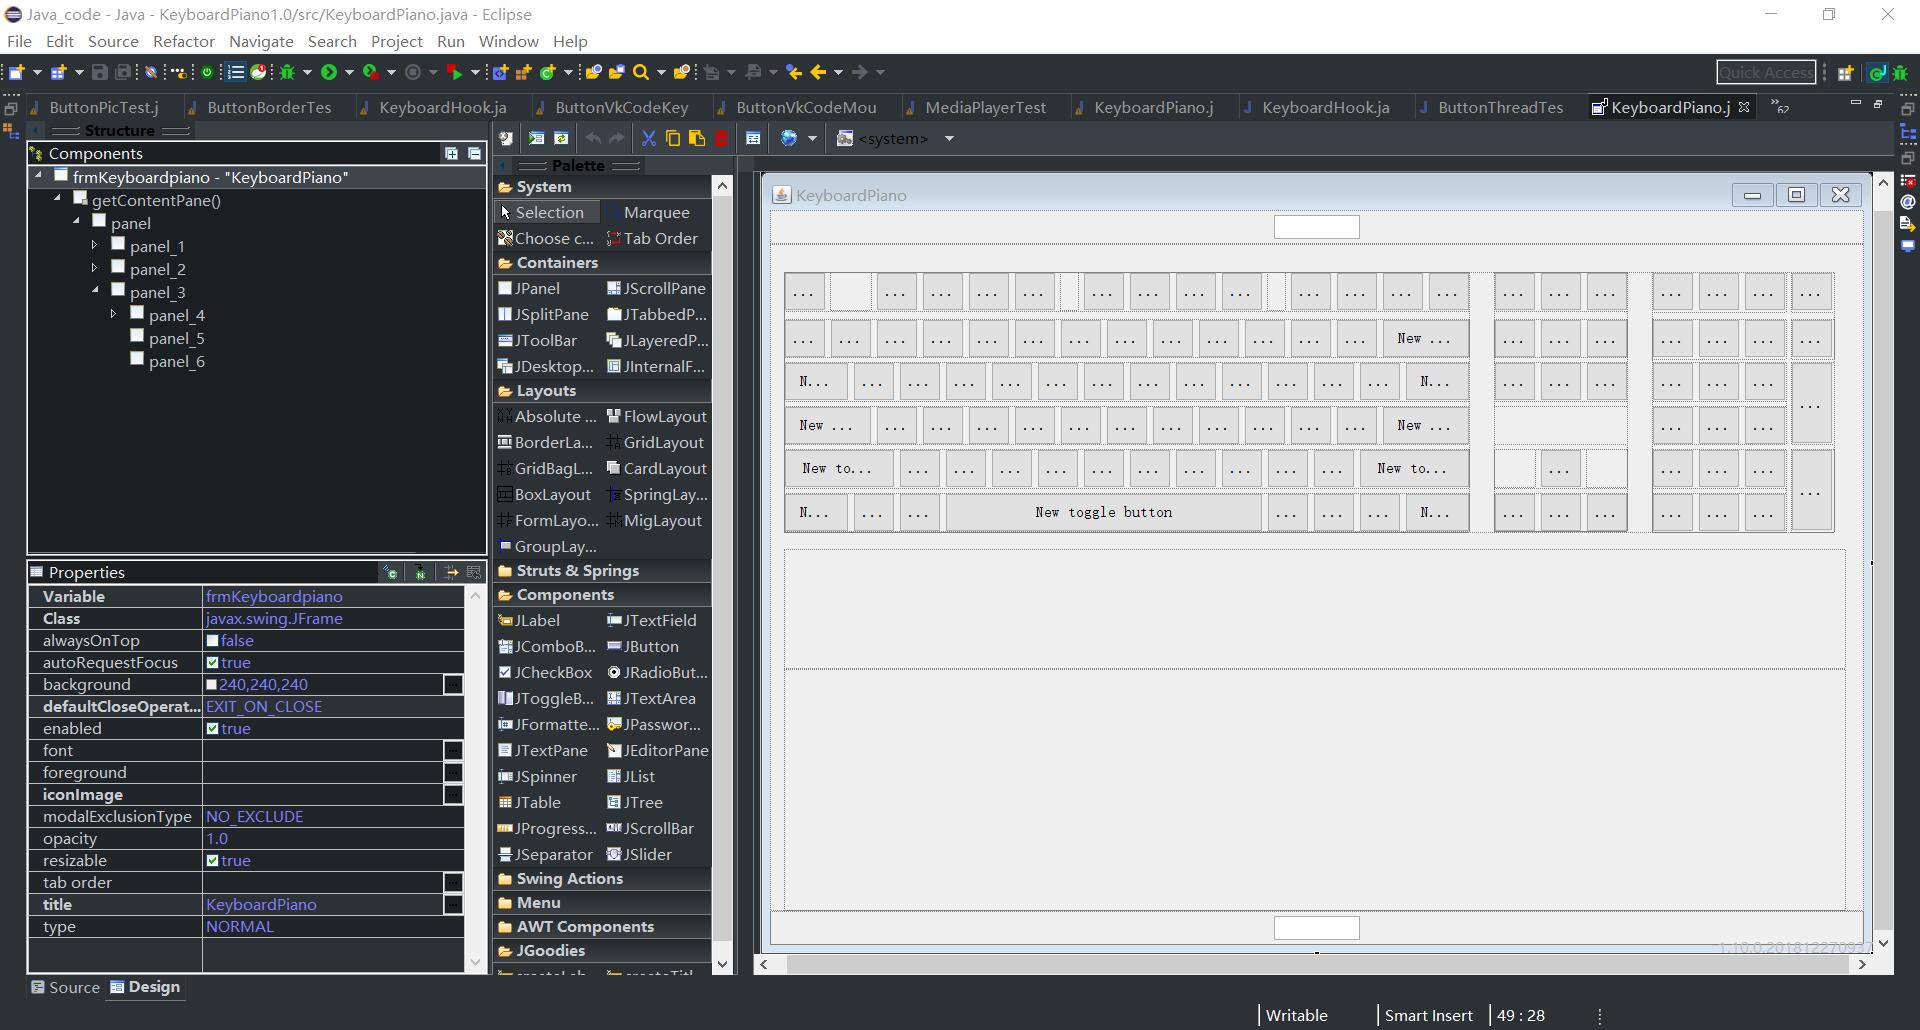 Java_code - Java - KeyboardPiano1.0/src/KeyboardPiano.java - Eclipse
File Edit Source Refactor Navigate Search Project Run Window Help
Quick Access
ButtonPicTest.j ButtonBorderTes KeyboardHook.ja ButtonVkCodeKey ButtonVkCodeMou MediaPlayerTest KeyboardPiano.j KeyboardHook.ja ButtonThreadTes KeyboardPiano.j 62
Structure
<system>
Components
frmKeyboardpiano - "KeyboardPiano"
getContentPane()
panel
panel_1
panel_2
panel_3
panel_4
panel_5
panel_6
Properties
Variable frmKeyboardpiano
Class javax.swing.JFrame
alwaysOnTop false
autoRequestFocus true
background 240,240,240
defaultCloseOperat... EXIT_ON_CLOSE
enabled true
font
foreground
iconImage
modalExclusionType NO_EXCLUDE
opacity 1.0
resizable true
tab order
title KeyboardPiano
type NORMAL
Source Design
Palette
System
Selection Marquee
Choose c... Tab Order
Containers
JPanel JScrollPane
JSplitPane JTabbedP...
JToolBar JLayeredP...
JDesktop... JInternalF...
Layouts
Absolute ... FlowLayout
BorderLa... GridLayout
GridBagL... CardLayout
BoxLayout SpringLay...
FormLayo... MigLayout
GroupLay...
Struts & Springs
Components
JLabel JTextField
JComboB... JButton
JCheckBox JRadioBut...
JToggleB... JTextArea
JFormatte... JPasswor...
JTextPane JEditorPane
JSpinner JList
JTable JTree
JProgress... JScrollBar
JSeparator JSlider
Swing Actions
Menu
AWT Components
JGoodies
KeyboardPiano
... ... ... ... ... ... ... ... ... ... ... ... ... ... ... ... ... ... ... ... ...
... ... ... ... ... ... ... ... ... ... ... ... ... New ... ... ... ... ... ... ... ...
N... ... ... ... ... ... ... ... ... ... ... ... ... N... ... ... ... ... ... ... ...
New ... ... ... ... ... ... ... ... ... ... ... ... New ... ... ... ...
New to... ... ... ... ... ... ... ... ... ... ... New to... ... ... ... ... ...
N... ... ... New toggle button ... ... ... N... ... ... ... ... ... ...
1.10.0.201812270937
Writable Smart Insert 49 : 28